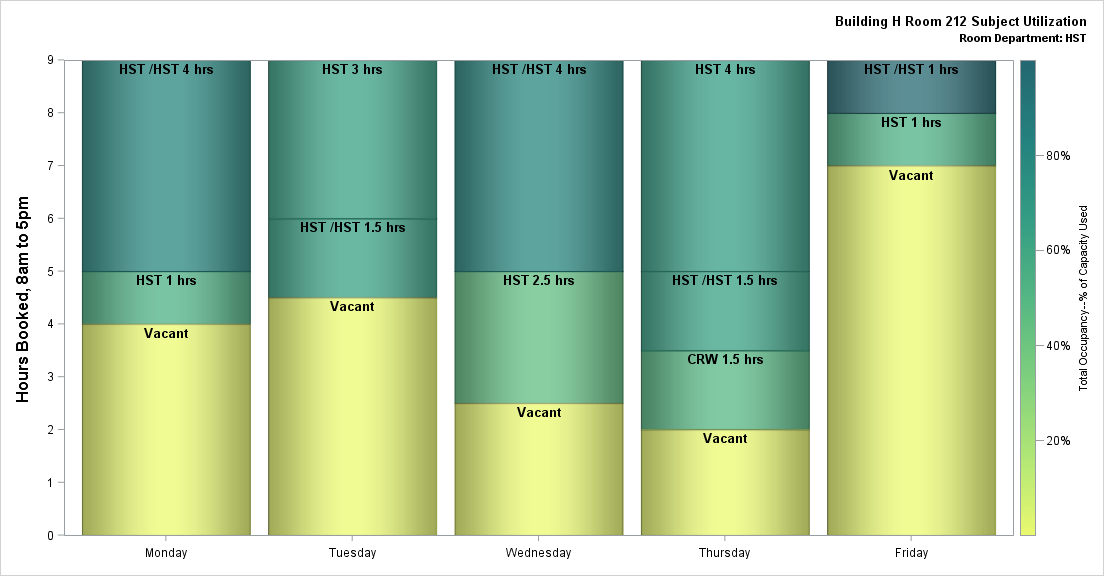 Building H Room 212 Subject Utilization
Room Department: HST
Hours Booked, 8am to 5pm
9
8
7
6
5
4
3
2
1
0
HST /HST 4 hrs
HST 1 hrs
Vacant
HST 3 hrs
HST /HST 1.5 hrs
Vacant
HST /HST 4 hrs
HST 2.5 hrs
Vacant
HST 4 hrs
HST /HST 1.5 hrs
CRW 1.5 hrs
Vacant
HST /HST 1 hrs
HST 1 hrs
Vacant
Monday
Tuesday
Wednesday
Thursday
Friday
80%
60%
40%
20%
Total Occupancy--% of Capacity Used